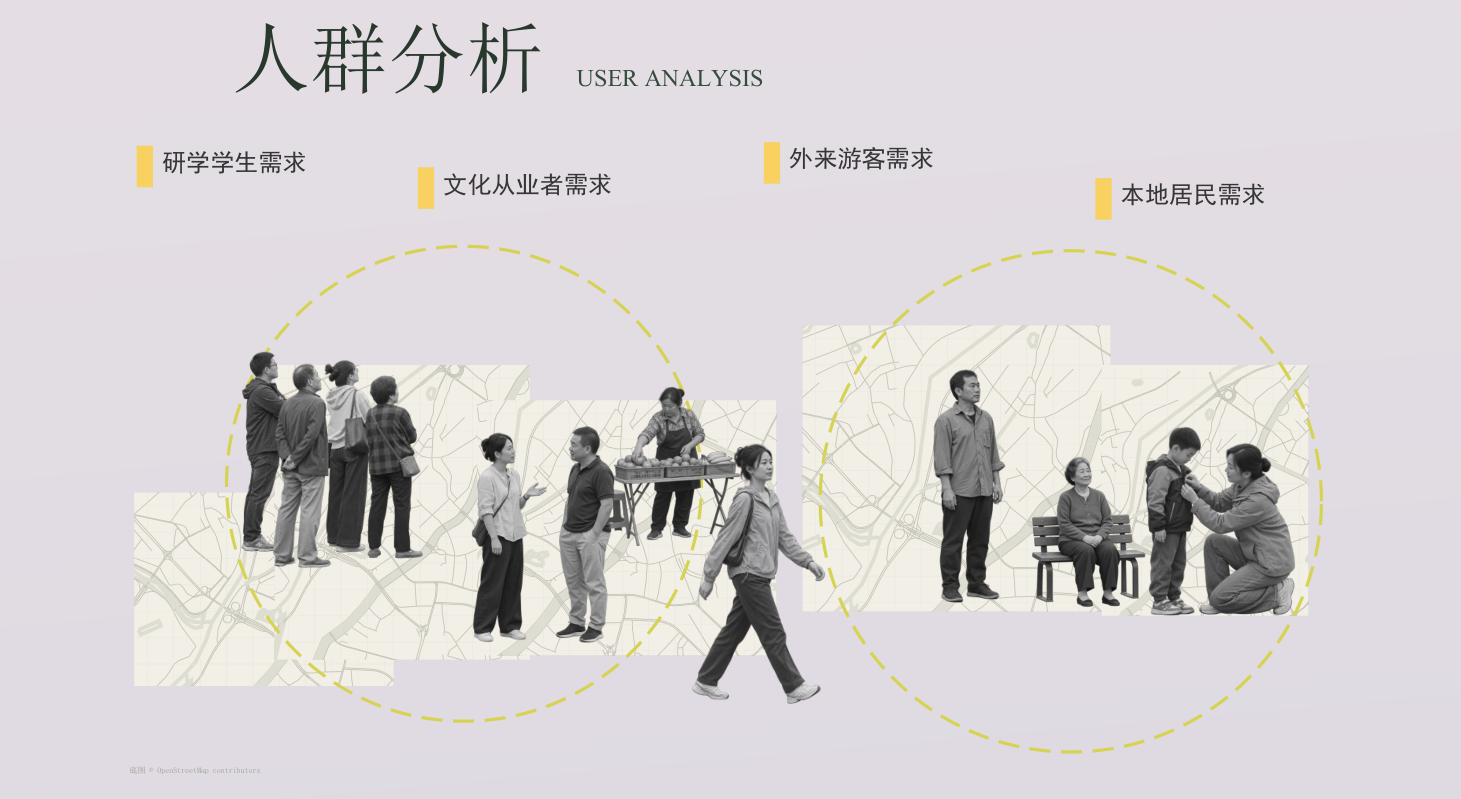 人群分析 USER ANALYSIS
研学学生需求
文化从业者需求
外来游客需求
本地居民需求
底图 © OpenStreetMap contributors